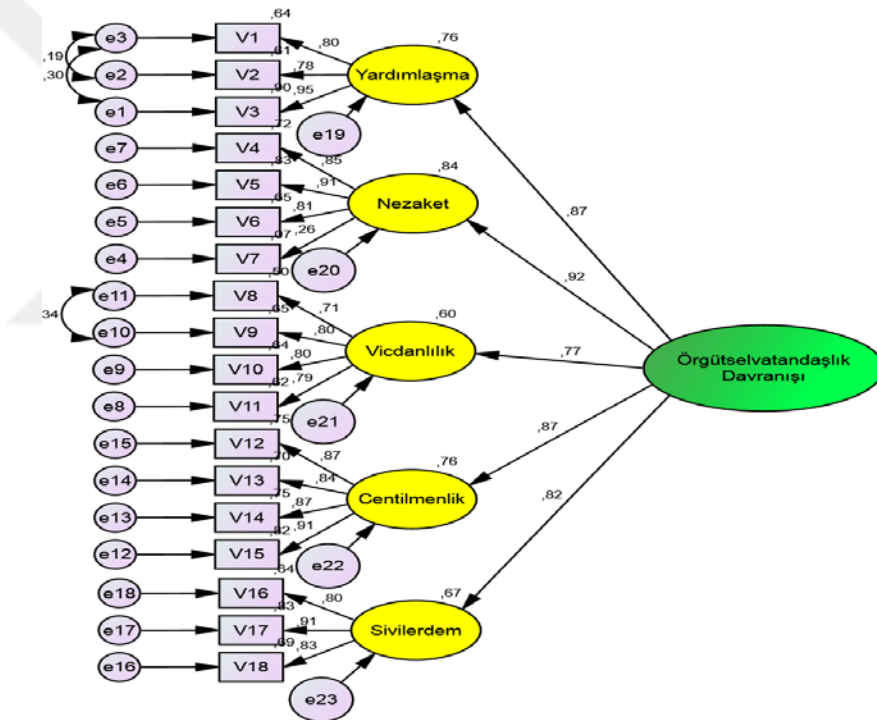 ,64
e3 V1 ,80 ,76
,19 ,61
,30 e2 V2 ,78 Yardımlaşma
,90 ,95
e1 V3
,72 e19
e7 V4 ,85 ,84
,83
e6 V5 ,91 Nezaket ,87
,65
e5 V6 ,81
,07 ,26
e4 V7 e20 ,92
,50
e11 V8 ,71 ,60
,65
34 e10 V9 ,80 Vicdanlılık ,77
,64
e9 V10 ,80
,62 ,79
e8 V11 e21
,75
Örgütselvatandaşlık
Davranışı
e15 V12 ,87 ,76 ,87
,70
e14 V13 ,84 Centilmenlik
,75
e13 V14 ,87 ,82
,82 ,91
e12 V15 e22
,64
e18 V16 ,80 ,67
,83
e17 V17 ,91 Sivilerdem
,69 ,83
e16 V18
e23